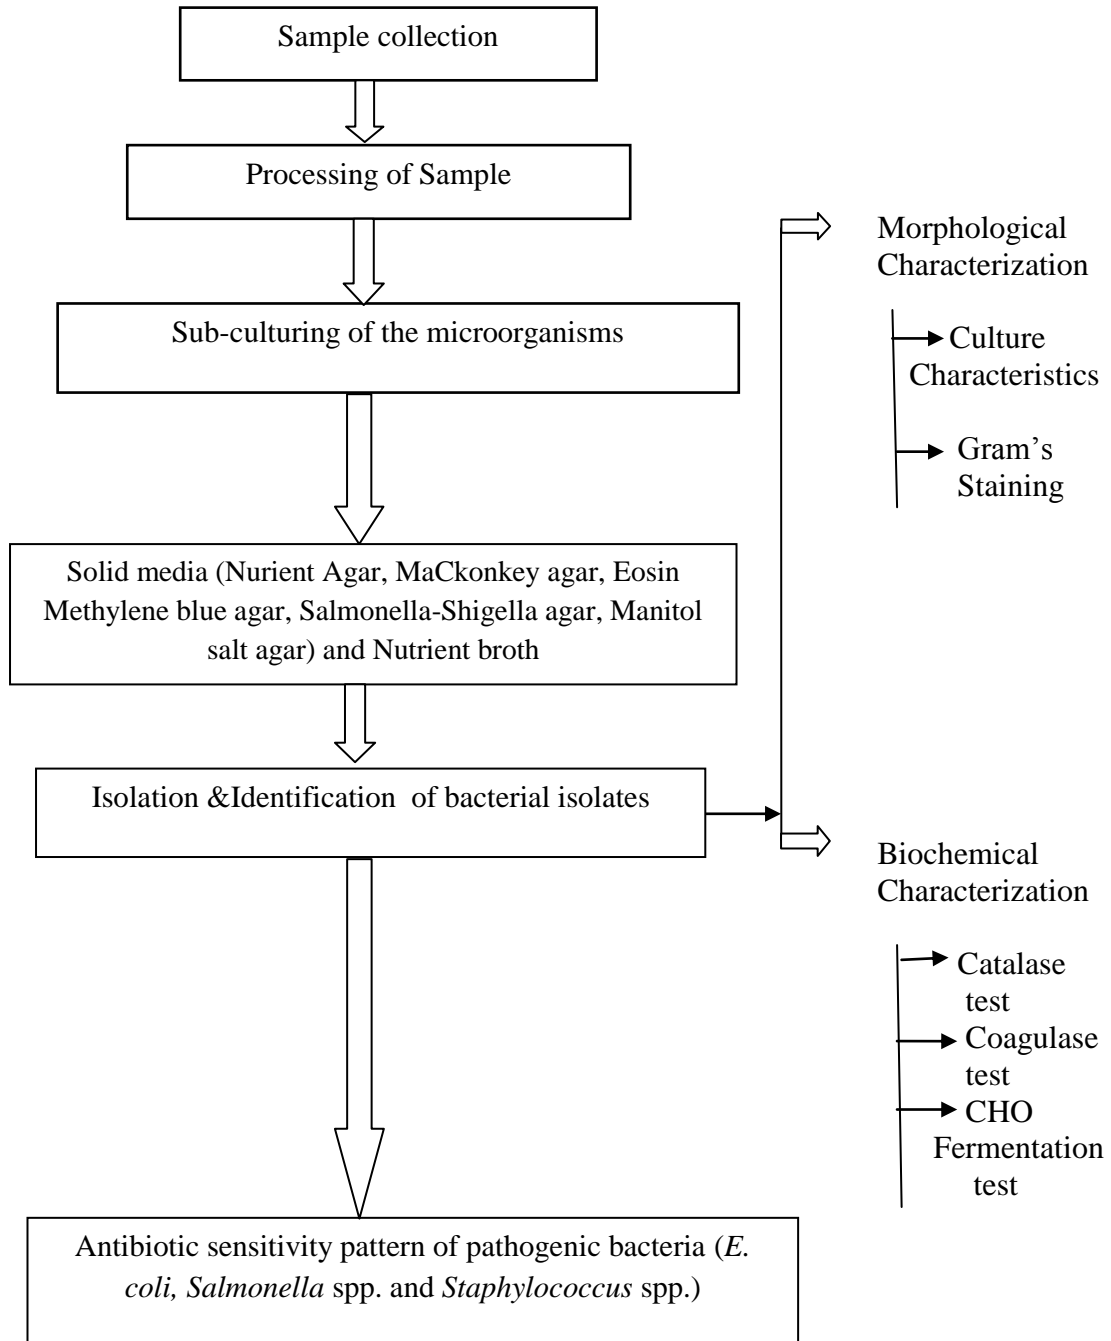 Sample collection
Processing of Sample
Sub-culturing of the microorganisms
Solid media (Nurient Agar, MaCkonkey agar, Eosin
Methylene blue agar, Salmonella-Shigella agar, Manitol
salt agar) and Nutrient broth
Isolation &Identification of bacterial isolates
Morphological
Characterization
Culture
Characteristics
Gram’s
Staining
Biochemical
Characterization
Catalase
test
Coagulase
test
CHO
Fermentation
test
Antibiotic sensitivity pattern of pathogenic bacteria (E.
coli, Salmonella spp. and Staphylococcus spp.)